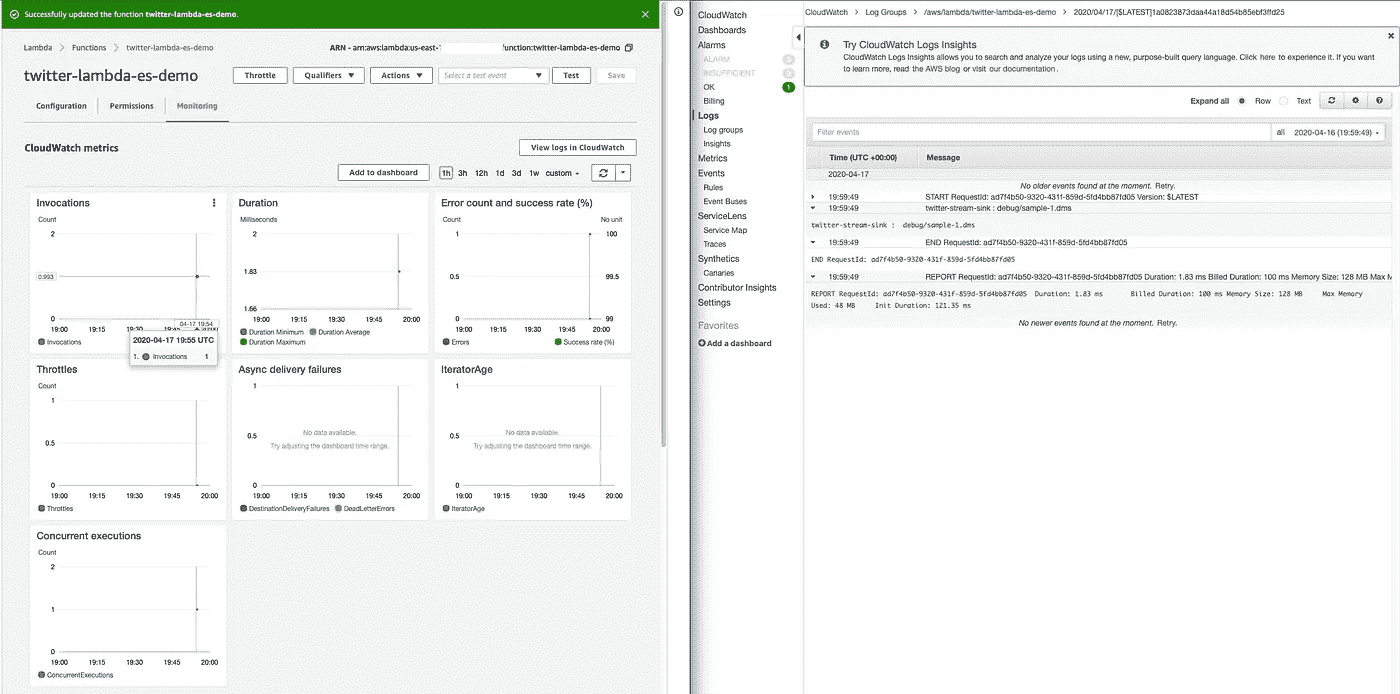 Successfully updated the function twitter-lambda-es-demo.
Lambda > Functions > twitter-lambda-es-demo
ARN - arn:aws:lambda:us-east- function:twitter-lambda-es-demo
twitter-lambda-es-demo
Throttle
Qualifiers
Actions
Select a test event
Test
Save
Configuration
Permissions
Monitoring
CloudWatch metrics
View logs in CloudWatch
Add to dashboard
1h 3h 12h 1d 3d 1w custom
Invocations
Count
2
0.993
0
19:00 19:15 19:30 19:45
04-17 19:54
Invocations
2020-04-17 19:55 UTC
1. Invocations 1
Duration
Milliseconds
2
1.83
1.66
19:00 19:15 19:30 19:45 20:00
Duration Minimum Duration Average
Duration Maximum
Error count and success rate (%)
Count No unit
1 100
0.5 99.5
0 99
19:00 19:15 19:30 19:45 20:00
Errors Success rate (%)
Throttles
Count
1
0.5
0
19:00 19:15 19:30 19:45 20:00
Throttles
Async delivery failures
1
0.5
No data available.
Try adjusting the dashboard time range.
0
19:00 19:15 19:30 19:45 20:00
DestinationDeliveryFailures DeadLetterErrors
IteratorAge
1
0.5
No data available.
Try adjusting the dashboard time range.
0
19:00 19:15 19:30 19:45 20:00
IteratorAge
Concurrent executions
Count
2
1
0
19:00 19:15 19:30 19:45 20:00
ConcurrentExecutions
CloudWatch
Dashboards
Alarms
ALARM 0
INSUFFICIENT 0
OK 1
Billing
Logs
Log groups
Insights
Metrics
Events
Rules
Event Buses
ServiceLens
Service Map
Traces
Synthetics
Canaries
Contributor Insights
Settings
Favorites
Add a dashboard
CloudWatch > Log Groups > /aws/lambda/twitter-lambda-es-demo > 2020/04/17/[$LATEST]1a0823873daa44a18d54b85ebf3ffd25
Try CloudWatch Logs Insights
CloudWatch Logs Insights allows you to search and analyze your logs using a new, purpose-built query language. Click here to experience it. If you want
to learn more, read the AWS blog or visit our documentation.
Expand all Row Text
Filter events
all 2020-04-16 (19:59:49)
Time (UTC +00:00) Message
2020-04-17
No older events found at the moment. Retry.
19:59:49 START RequestId: ad7f4b50-9320-431f-859d-5fd4bb87fd05 Version: $LATEST
19:59:49 twitter-stream-sink : debug/sample-1.dms
twitter-stream-sink : debug/sample-1.dms
19:59:49 END RequestId: ad7f4b50-9320-431f-859d-5fd4bb87fd05
END RequestId: ad7f4b50-9320-431f-859d-5fd4bb87fd05
19:59:49 REPORT RequestId: ad7f4b50-9320-431f-859d-5fd4bb87fd05 Duration: 1.83 ms Billed Duration: 100 ms Memory Size: 128 MB Max M
REPORT RequestId: ad7f4b50-9320-431f-859d-5fd4bb87fd05 Duration: 1.83 ms Billed Duration: 100 ms Memory Size: 128 MB Max Memory
Used: 48 MB Init Duration: 121.35 ms
No newer events found at the moment. Retry.